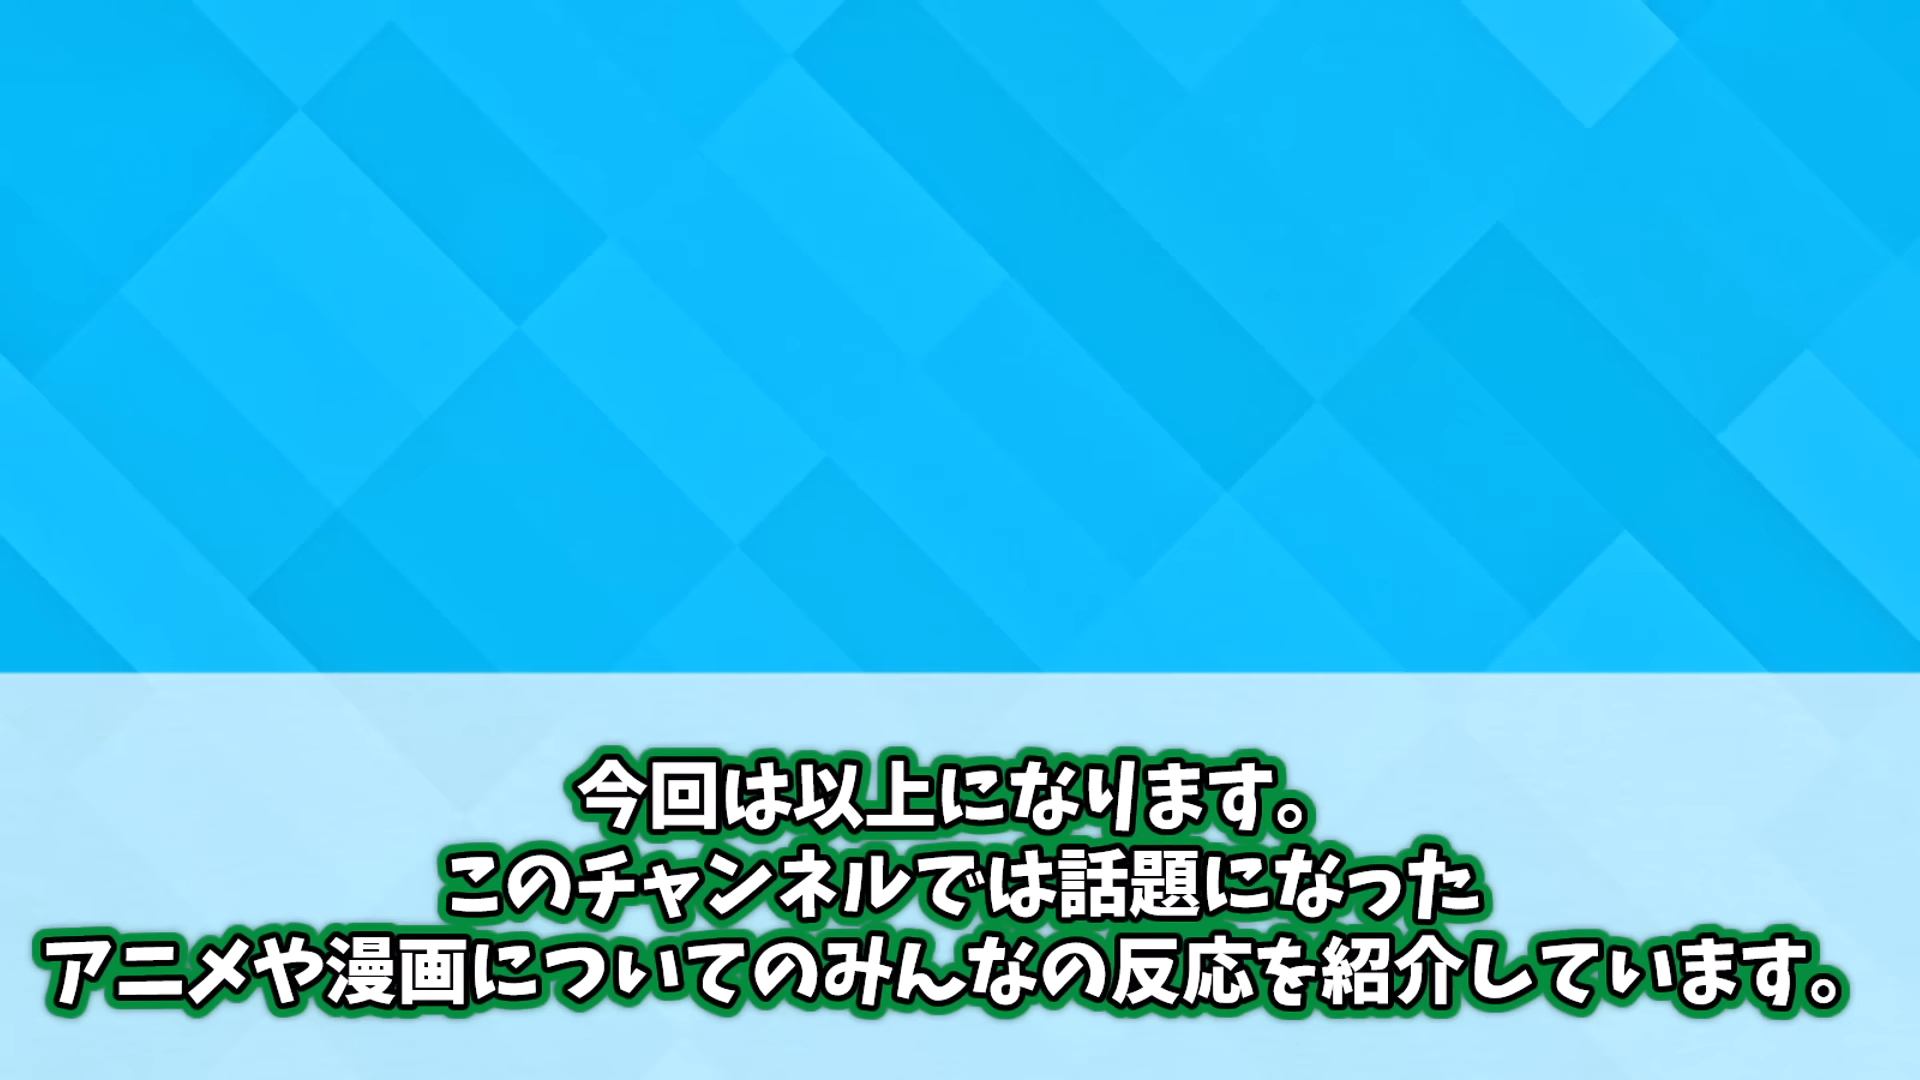 今回は以上になります。
このチャンネルでは話題になった
アニメや漫画についてのみんなの反応を紹介しています。